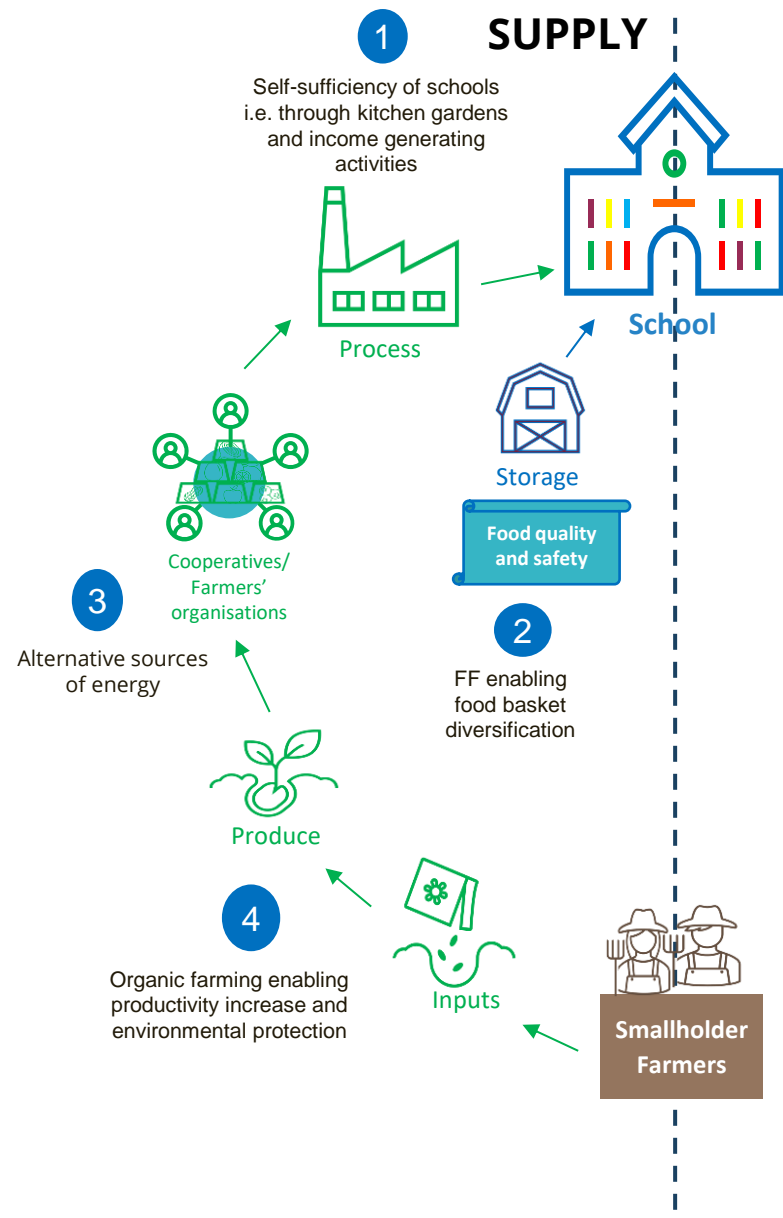 1
SUPPLY
Self-sufficiency of schools
i.e. through kitchen gardens
and income generating
activities
School
Process
Storage
Food quality
and safety
Cooperatives/
Farmers'
organisations
3
Alternative sources
of energy
2
FF enabling
food basket
diversification
Produce
4
Organic farming enabling
productivity increase and
environmental protection
Inputs
Smallholder
Farmers